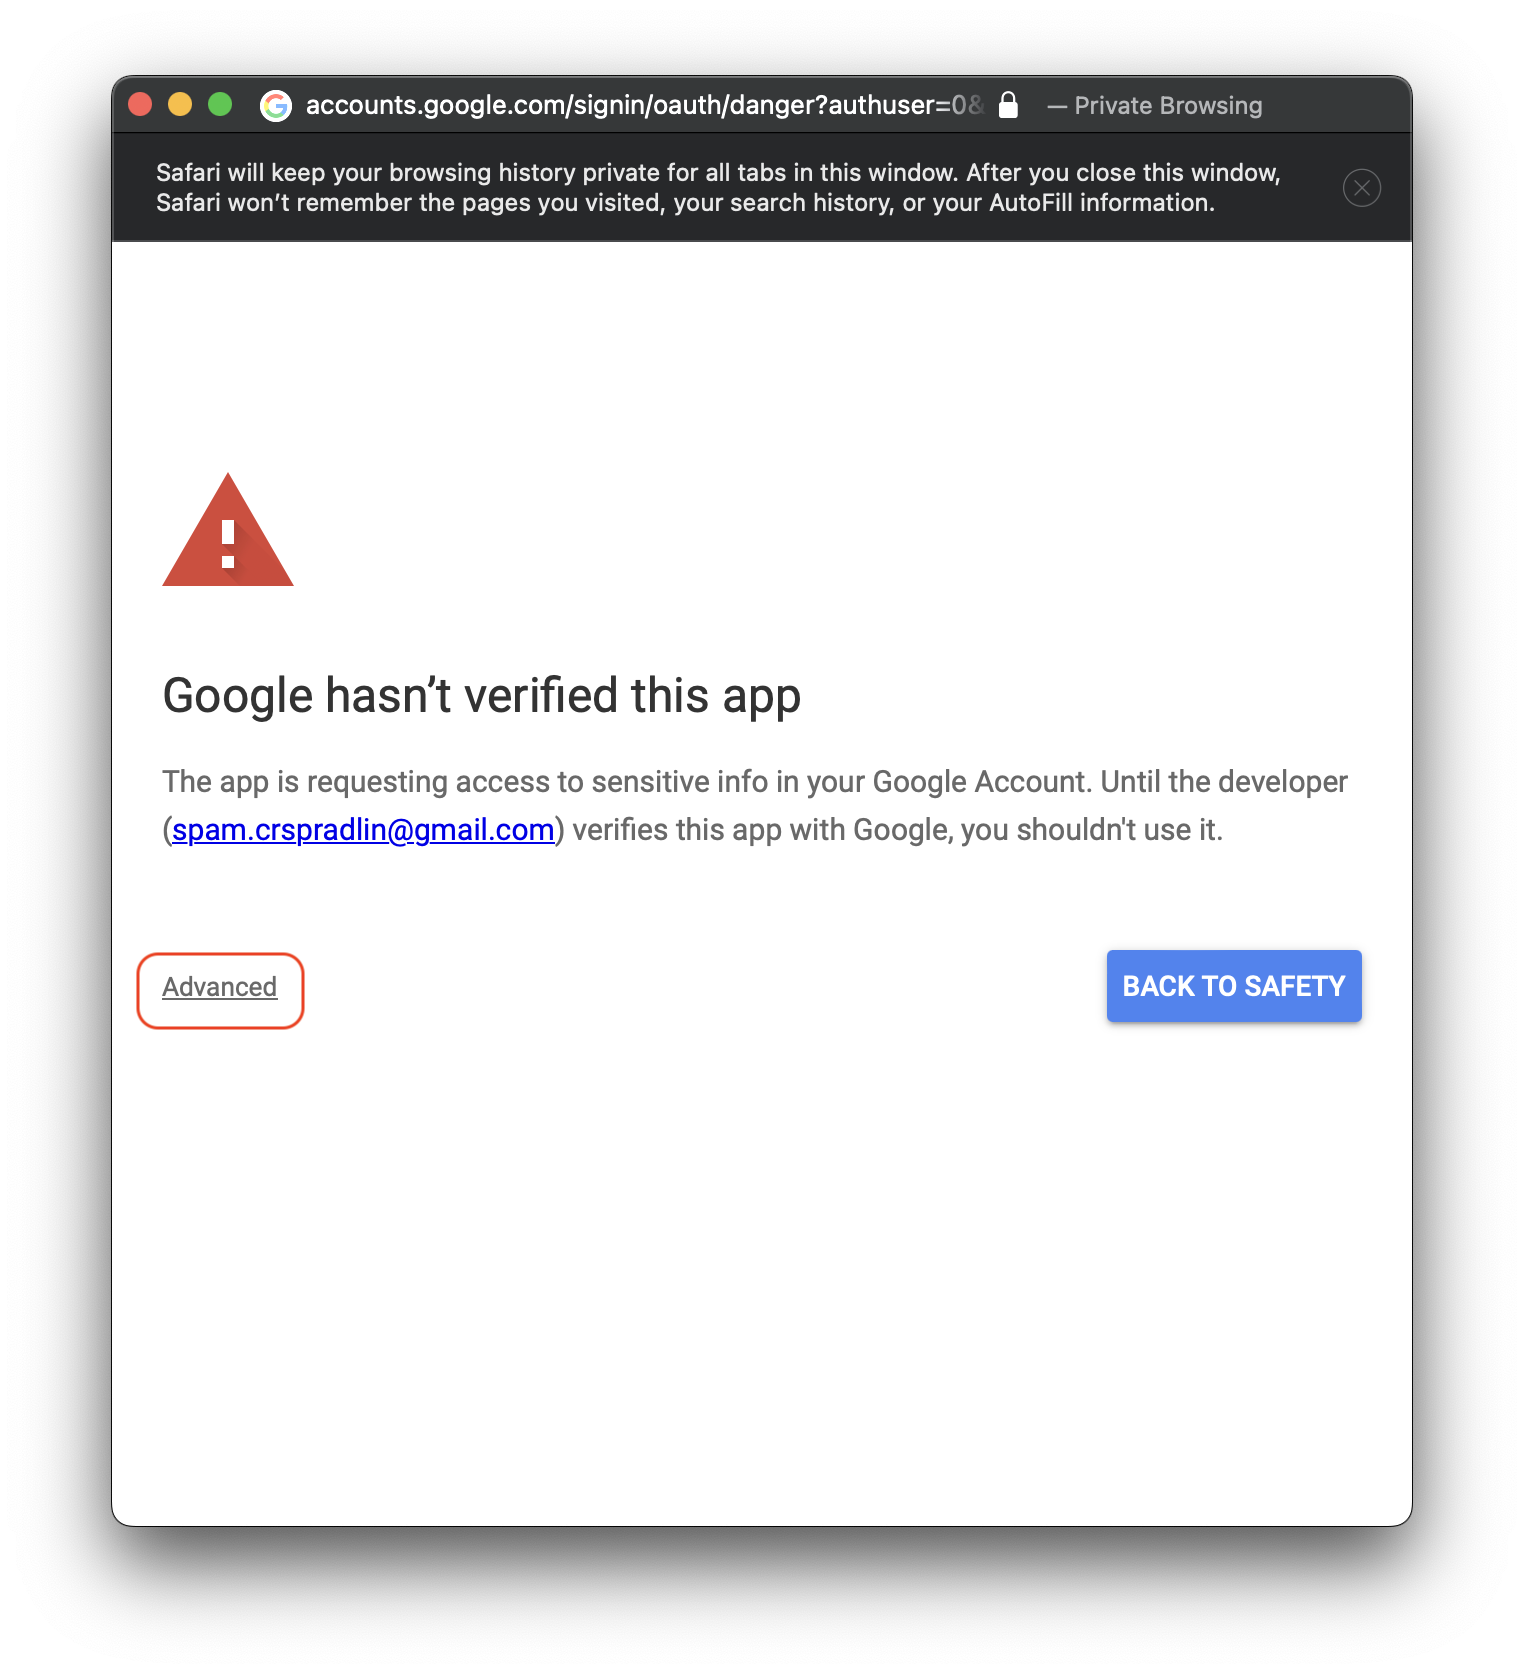 accounts.google.com/signin/oauth/danger?authuser=0& — Private Browsing
Safari will keep your browsing history private for all tabs in this window. After you close this window,
Safari won’t remember the pages you visited, your search history, or your AutoFill information.
Google hasn’t verified this app
The app is requesting access to sensitive info in your Google Account. Until the developer
(spam.crspradlin@gmail.com) verifies this app with Google, you shouldn't use it.
Advanced
BACK TO SAFETY